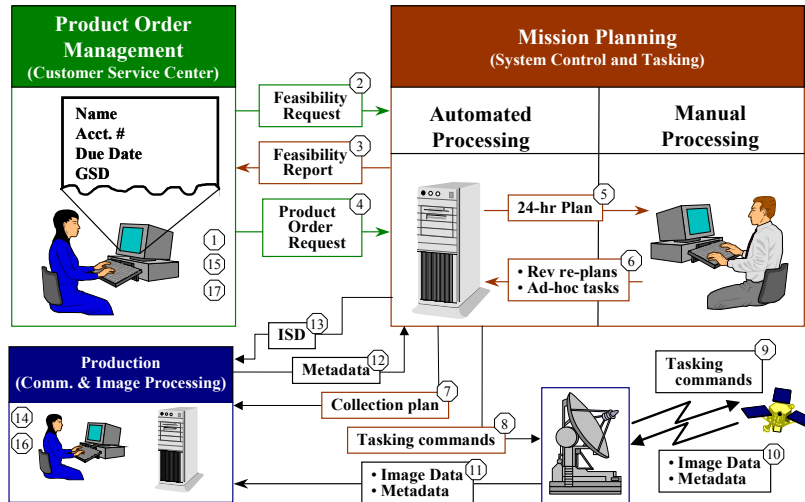 Product Order
Management
(Customer Service Center)
Name
Acct. #
Due Date
GSD
1
15
17
2
Feasibility
Request
3
Feasibility
Report
4
Product
Order
Request
Mission Planning
(System Control and Tasking)
Automated
Processing
Manual
Processing
5
24-hr Plan
6
• Rev re-plans
• Ad-hoc tasks
13
ISD
12
Metadata
7
Collection plan
8
Tasking commands
11
• Image Data
• Metadata
Production
(Comm. & Image Processing)
14
16
9
Tasking
commands
10
• Image Data
• Metadata